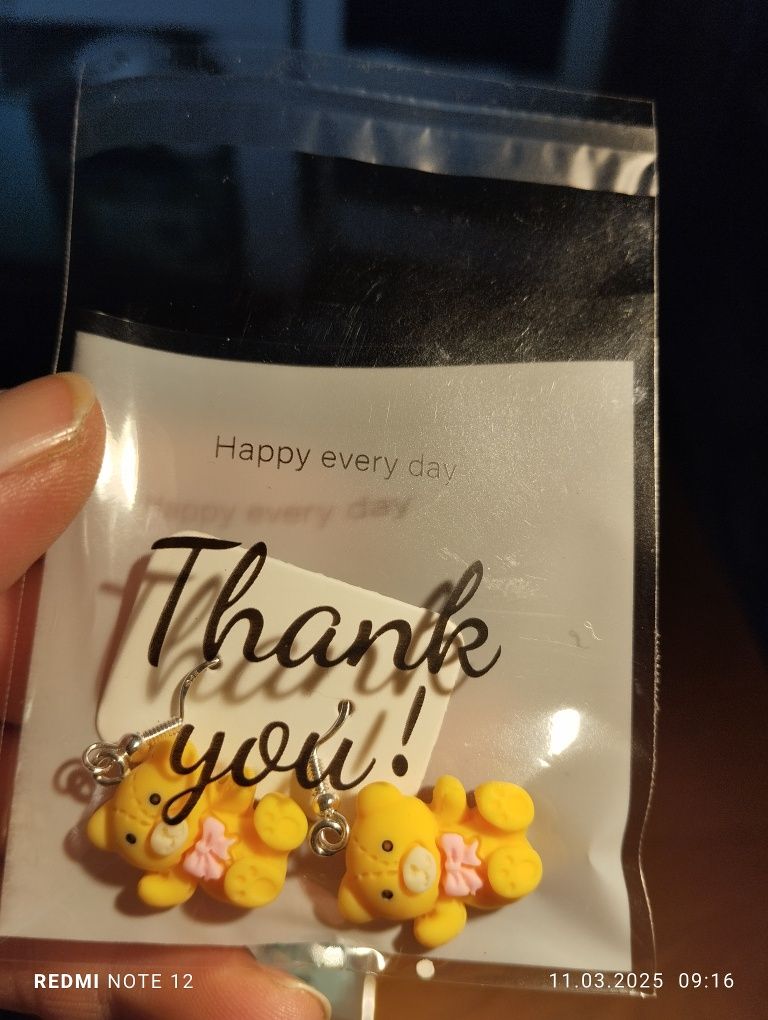 Happy every day
Thank
you!
REDMI NOTE 12
11.03.2025 09:16